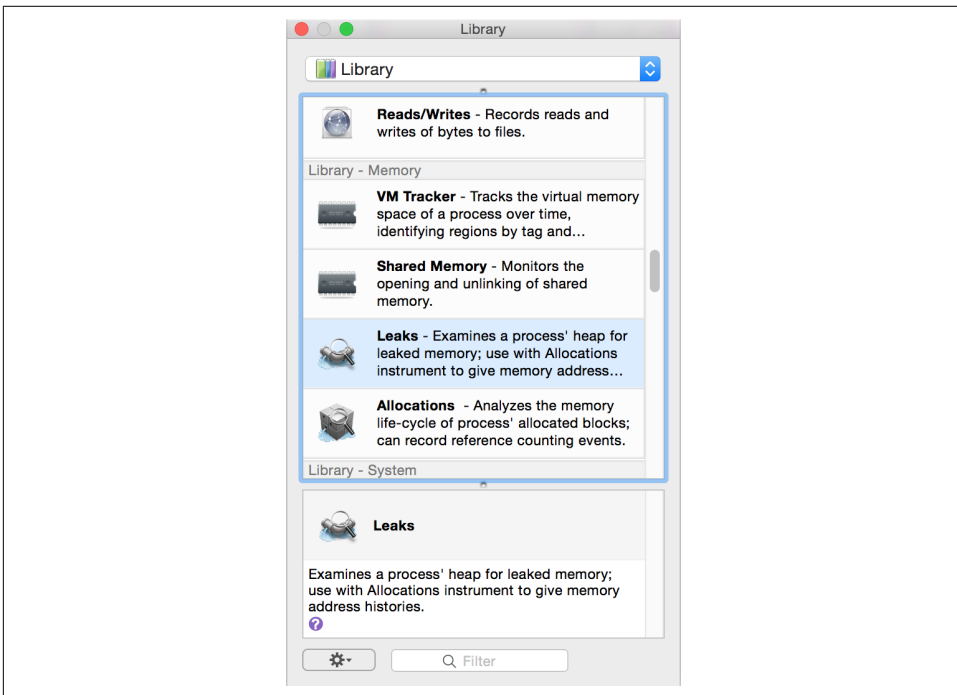 Library
Library
Reads/Writes - Records reads and
writes of bytes to files.
Library - Memory
VM Tracker - Tracks the virtual memory
space of a process over time,
identifying regions by tag and...
Shared Memory - Monitors the
opening and unlinking of shared
memory.
Leaks - Examines a process' heap for
leaked memory; use with Allocations
instrument to give memory address...
Allocations - Analyzes the memory
life-cycle of process' allocated blocks;
can record reference counting events.
Library - System
Leaks
Examines a process' heap for leaked memory;
use with Allocations instrument to give memory
address histories.
?
Filter